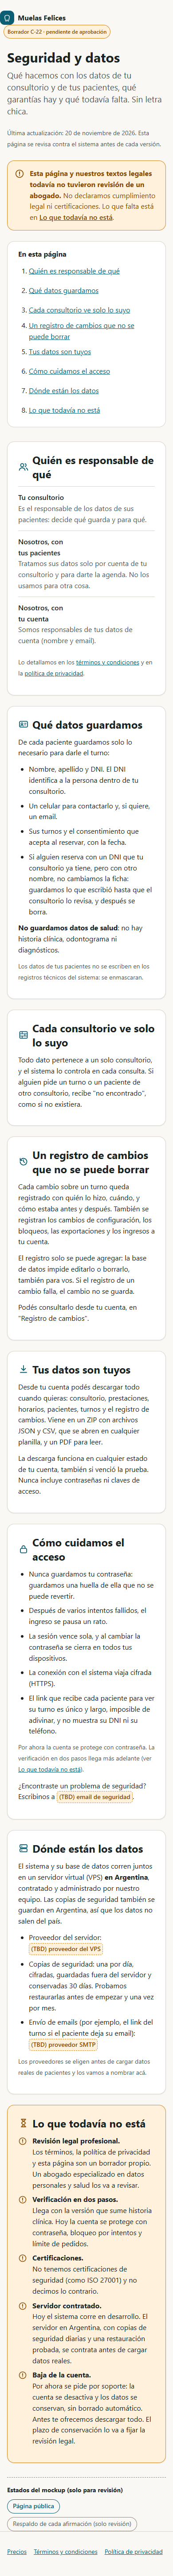 Muelas Felices
Borrador C-22 · pendiente de aprobación
Seguridad y datos
Qué hacemos con los datos de tu
consultorio y de tus pacientes, qué
garantías hay y qué todavía falta. Sin letra
chica.
Última actualización: 20 de noviembre de 2026. Esta
página se revisa contra el sistema antes de cada versión.
Esta página y nuestros textos legales
todavía no tuvieron revisión de un
abogado. No declaramos cumplimiento
legal ni certificaciones. Lo que falta está
en Lo que todavía no está.
En esta página
1. Quién es responsable de qué
2. Qué datos guardamos
3. Cada consultorio ve solo lo suyo
4. Un registro de cambios que no se
puede borrar
5. Tus datos son tuyos
6. Cómo cuidamos el acceso
7. Dónde están los datos
8. Lo que todavía no está
Quién es responsable de
qué
Tu consultorio
Es el responsable de los datos de sus
pacientes: decide qué guarda y para qué.
Nosotros, con
tus pacientes
Tratamos sus datos solo por cuenta de tu
consultorio y para darte la agenda. No los
usamos para otra cosa.
Nosotros, con
tu cuenta
Somos responsables de tus datos de
cuenta (nombre y email).
Lo detallamos en los términos y condiciones y en
la política de privacidad.
Qué datos guardamos
De cada paciente guardamos solo lo
necesario para darle el turno:
• Nombre, apellido y DNI. El DNI
identifica a la persona dentro de tu
consultorio.
• Un celular para contactarlo y, si quiere,
un email.
• Sus turnos y el consentimiento que
acepta al reservar, con la fecha.
• Si alguien reserva con un DNI que tu
consultorio ya tiene, pero con otro
nombre, no cambiamos la ficha:
guardamos lo que escribió hasta que el
consultorio lo revisa, y después se
borra.
No guardamos datos de salud: no hay
historia clínica, odontograma ni
diagnósticos.
Los datos de tus pacientes no se escriben en los
registros técnicos del sistema: se enmascaran.
Cada consultorio ve solo
lo suyo
Todo dato pertenece a un solo consultorio,
y el sistema lo controla en cada consulta. Si
alguien pide un turno o un paciente de
otro consultorio, recibe "no encontrado",
como si no existiera.
Un registro de cambios
que no se puede borrar
Cada cambio sobre un turno queda
registrado con quién lo hizo, cuándo, y
cómo estaba antes y después. También se
registran los cambios de configuración, los
bloqueos, las exportaciones y los ingresos a
tu cuenta.
El registro solo se puede agregar: la base
de datos impide editarlo o borrarlo,
también para vos. Si el registro de un
cambio falla, el cambio no se guarda.
Podés consultarlo desde tu cuenta, en
"Registro de cambios".
Tus datos son tuyos
Desde tu cuenta podés descargar todo
cuando quieras: consultorio, prestaciones,
horarios, pacientes, turnos y el registro de
cambios. Viene en un ZIP con archivos
JSON y CSV, que se abren en cualquier
planilla, y un PDF para leer.
La descarga funciona en cualquier estado
de tu cuenta, también si venció la prueba.
Nunca incluye contraseñas ni claves de
acceso.
Cómo cuidamos el
acceso
• Nunca guardamos tu contraseña:
guardamos una huella de ella que no se
puede revertir.
• Después de varios intentos fallidos, el
ingreso se pausa un rato.
• La sesión vence sola, y al cambiar la
contraseña se cierra en todos tus
dispositivos.
• La conexión con el sistema viaja cifrada
(HTTPS).
• El link que recibe cada paciente para ver
su turno es único y largo, imposible de
adivinar, y no muestra su DNI ni su
teléfono.
Por ahora la cuenta se protege con contraseña. La
verificación en dos pasos llega más adelante (ver
Lo que todavía no está).
¿Encontraste un problema de seguridad?
Escribinos a (TBD) email de seguridad.
Dónde están los datos
El sistema y su base de datos corren juntos
en un servidor virtual (VPS) en Argentina,
contratado y administrado por nuestro
equipo. Las copias de seguridad también se
guardan en Argentina, así que los datos no
salen del país.
• Proveedor del servidor:
(TBD) proveedor del VPS
• Copias de seguridad: una por día,
cifradas, guardadas fuera del servidor y
conservadas 30 días. Probamos
restaurarlas antes de empezar y una vez
por mes.
• Envío de emails (por ejemplo, el link del
turno si el paciente deja su email):
(TBD) proveedor SMTP
Los proveedores se eligen antes de cargar datos
reales de pacientes y los vamos a nombrar acá.
Lo que todavía no está
Revisión legal profesional.
Los términos, la política de privacidad
y esta página son un borrador propio.
Un abogado especializado en datos
personales y salud los va a revisar.
Verificación en dos pasos.
Llega con la versión que sume historia
clínica. Hoy la cuenta se protege con
contraseña, bloqueo por intentos y
límite de pedidos.
Certificaciones.
No tenemos certificaciones de
seguridad (como ISO 27001) y no
decimos lo contrario.
Servidor contratado.
Hoy el sistema corre en desarrollo. El
servidor en Argentina, con copias de
seguridad diarias y una restauración
probada, se contrata antes de cargar
datos reales.
Baja de la cuenta.
Por ahora se pide por soporte: la
cuenta se desactiva y los datos se
conservan, sin borrado automático.
Antes te ofrecemos descargar todo. El
plazo de conservación lo va a fijar la
revisión legal.
Estados del mockup (solo para revisión)
Página pública
Respaldo de cada afirmación (solo revisión)
Precios Términos y condiciones Política de privacidad